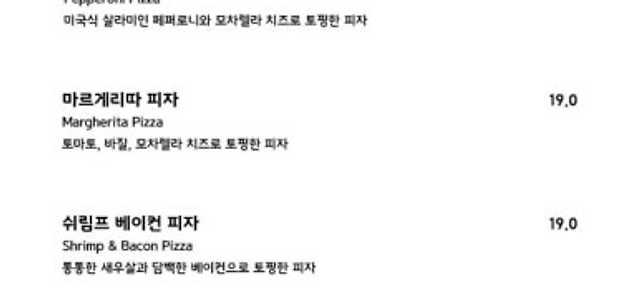 Pepperoni Pizza
미국식 살라미인 페퍼로니와 모차렐라 치즈로 토핑한 피자
마르게리따 피자 19.0
Margherita Pizza
토마토, 바질, 모차렐라 치즈로 토핑한 피자
쉬림프 베이컨 피자 19.0
Shrimp & Bacon Pizza
통통한 새우살과 담백한 베이컨으로 토핑한 피자